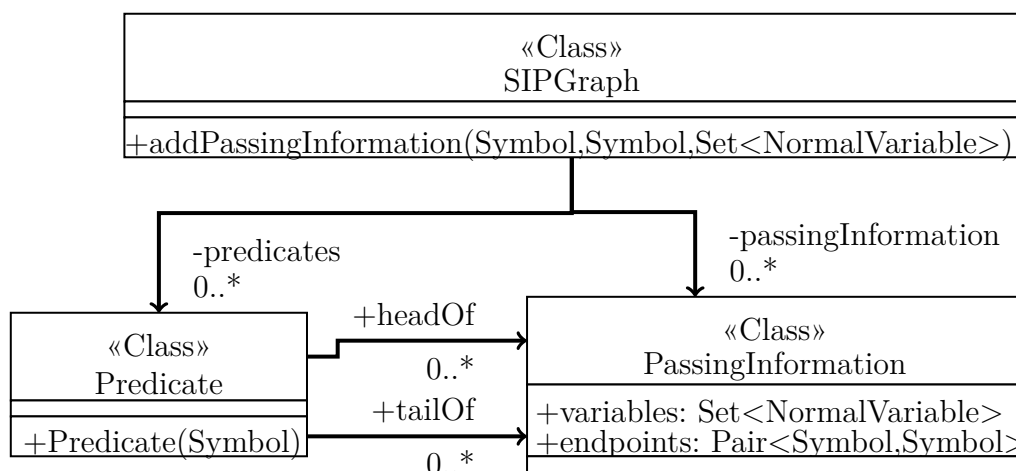 «Class»
SIPGraph
+addPassingInformation(Symbol,Symbol,Set<NormalVariable>)
-predicates
0..*
-passingInformation
0..*
«Class»
Predicate
+Predicate(Symbol)
+headOf
0..*
+tailOf
0..*
«Class»
PassingInformation
+variables: Set<NormalVariable>
+endpoints: Pair<Symbol,Symbol>